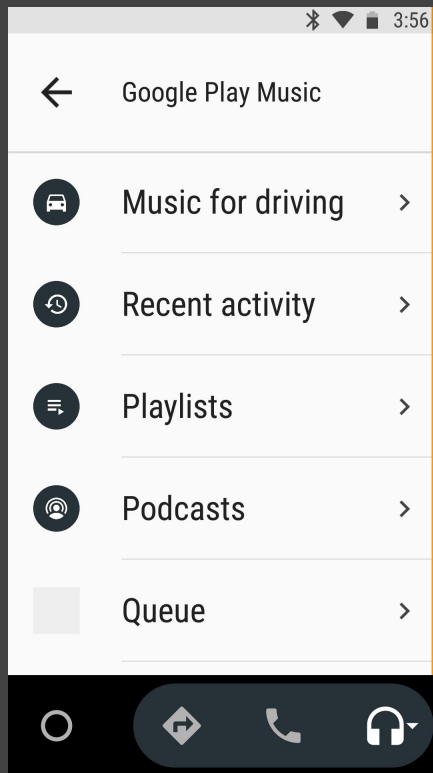 3:56
Google Play Music
Music for driving
Recent activity
Playlists
Podcasts
Queue